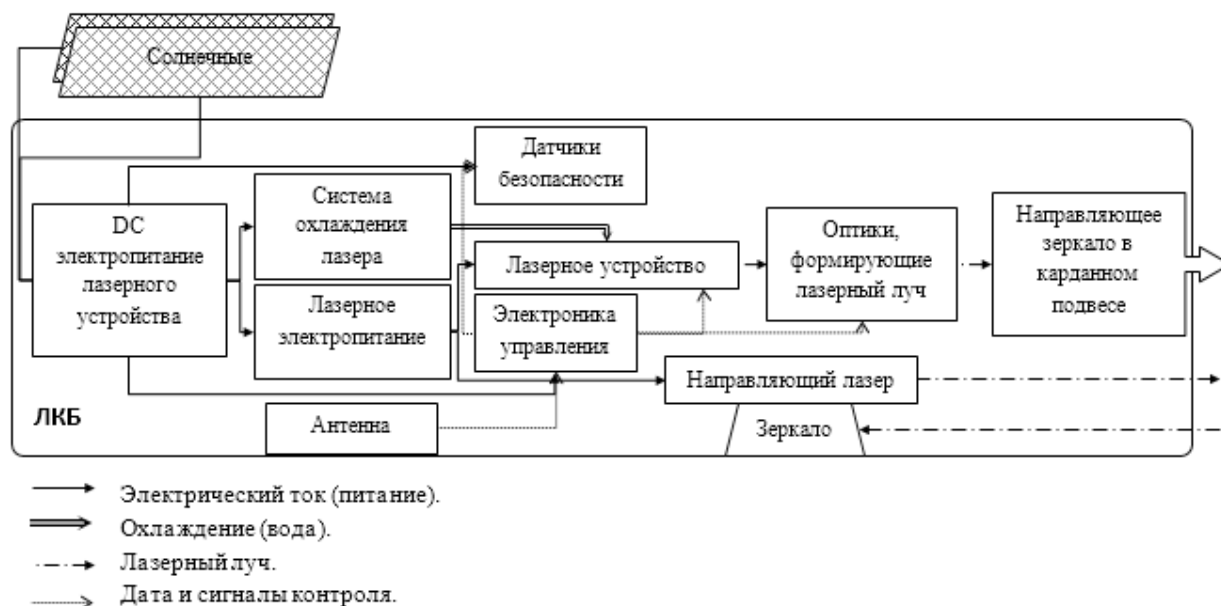 Солнечные
Датчики
безопасности
Система
охлаждения
лазера
DC
электропитание
лазерного
устройства
Лазерное
электропитание
Лазерное устройство
Электроника
управления
Оптики,
формирующие
лазерный луч
Направляющее
зеркало в
карданном
подвесе
Направляющий лазер
Зеркало
Антенна
ЛКБ
Электрический ток (питание).
Охлаждение (вода).
Лазерный луч.
Дата и сигналы контроля.